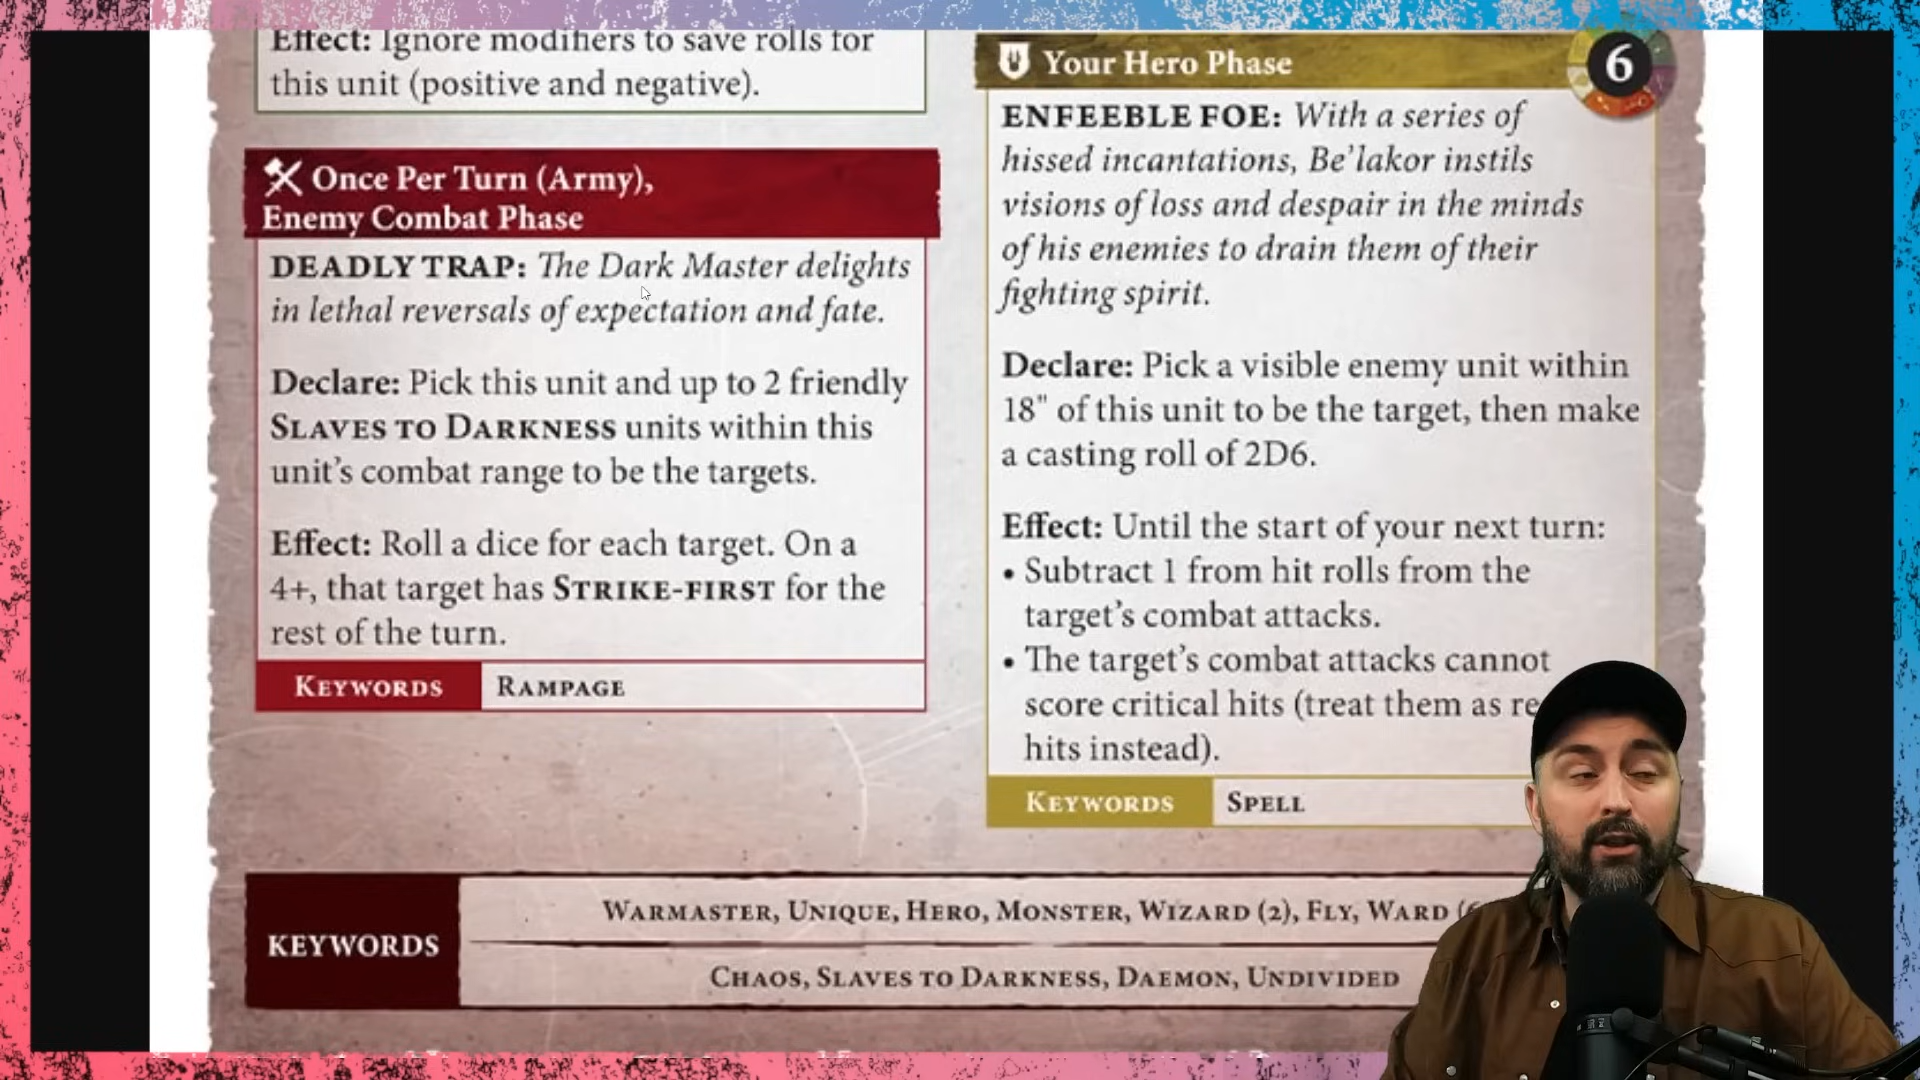 Effect: Ignore modifiers to save rolls for
this unit (positive and negative).
Once Per Turn (Army),
Enemy Combat Phase
DEADLY TRAP: The Dark Master delights
in lethal reversals of expectation and fate.
Declare: Pick this unit and up to 2 friendly
SLAVES TO DARKNESS units within this
unit's combat range to be the targets.
Effect: Roll a dice for each target. On a
4+, that target has STRIKE-FIRST for the
rest of the turn.
KEYWORDS RAMPAGE
Your Hero Phase 6
ENFEEBLE FOE: With a series of
hissed incantations, Be'lakor instils
visions of loss and despair in the minds
of his enemies to drain them of their
fighting spirit.
Declare: Pick a visible enemy unit within
18" of this unit to be the target, then make
a casting roll of 2D6.
Effect: Until the start of your next turn:
• Subtract 1 from hit rolls from the
target's combat attacks.
• The target's combat attacks cannot
score critical hits (treat them as
hits instead).
KEYWORDS SPELL
KEYWORDS
WARMASTER, UNIQUE, HERO, MONSTER, WIZARD (2), FLY, WARD
CHAOS, SLAVES TO DARKNESS, DAEMON, UNDIVIDED